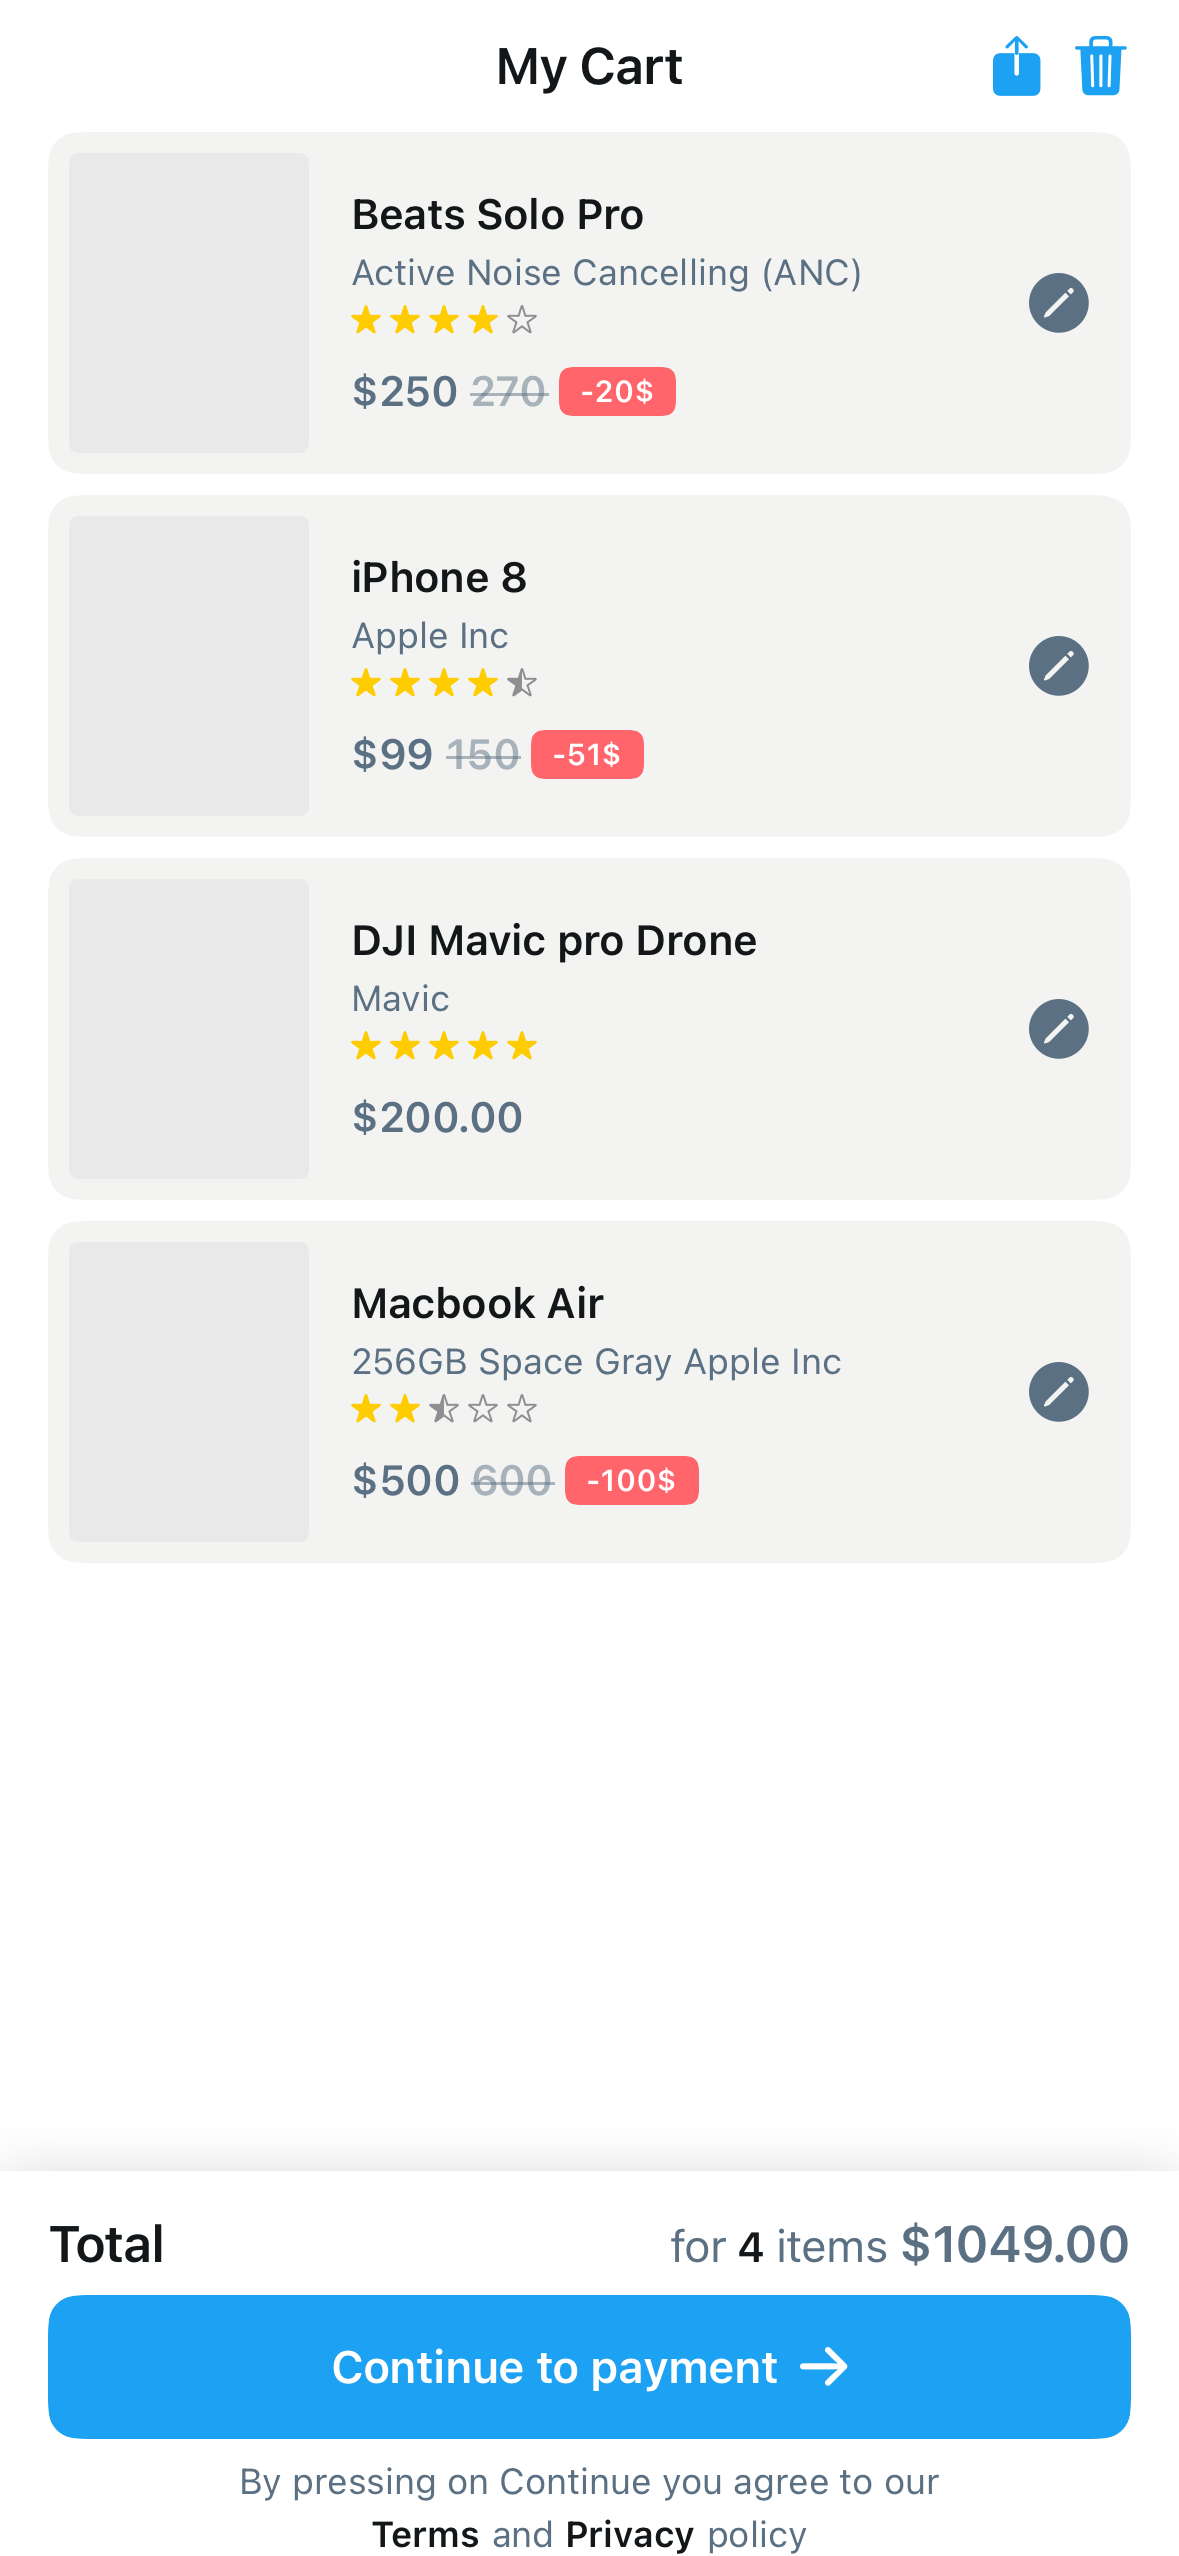 My Cart
Beats Solo Pro
Active Noise Cancelling (ANC)
$250 270 -20$
iPhone 8
Apple Inc
$99 150 -51$
DJI Mavic pro Drone
Mavic
$200.00
Macbook Air
256GB Space Gray Apple Inc
$500 600 -100$
Total for 4 items $1049.00
Continue to payment →
By pressing on Continue you agree to our
Terms and Privacy policy